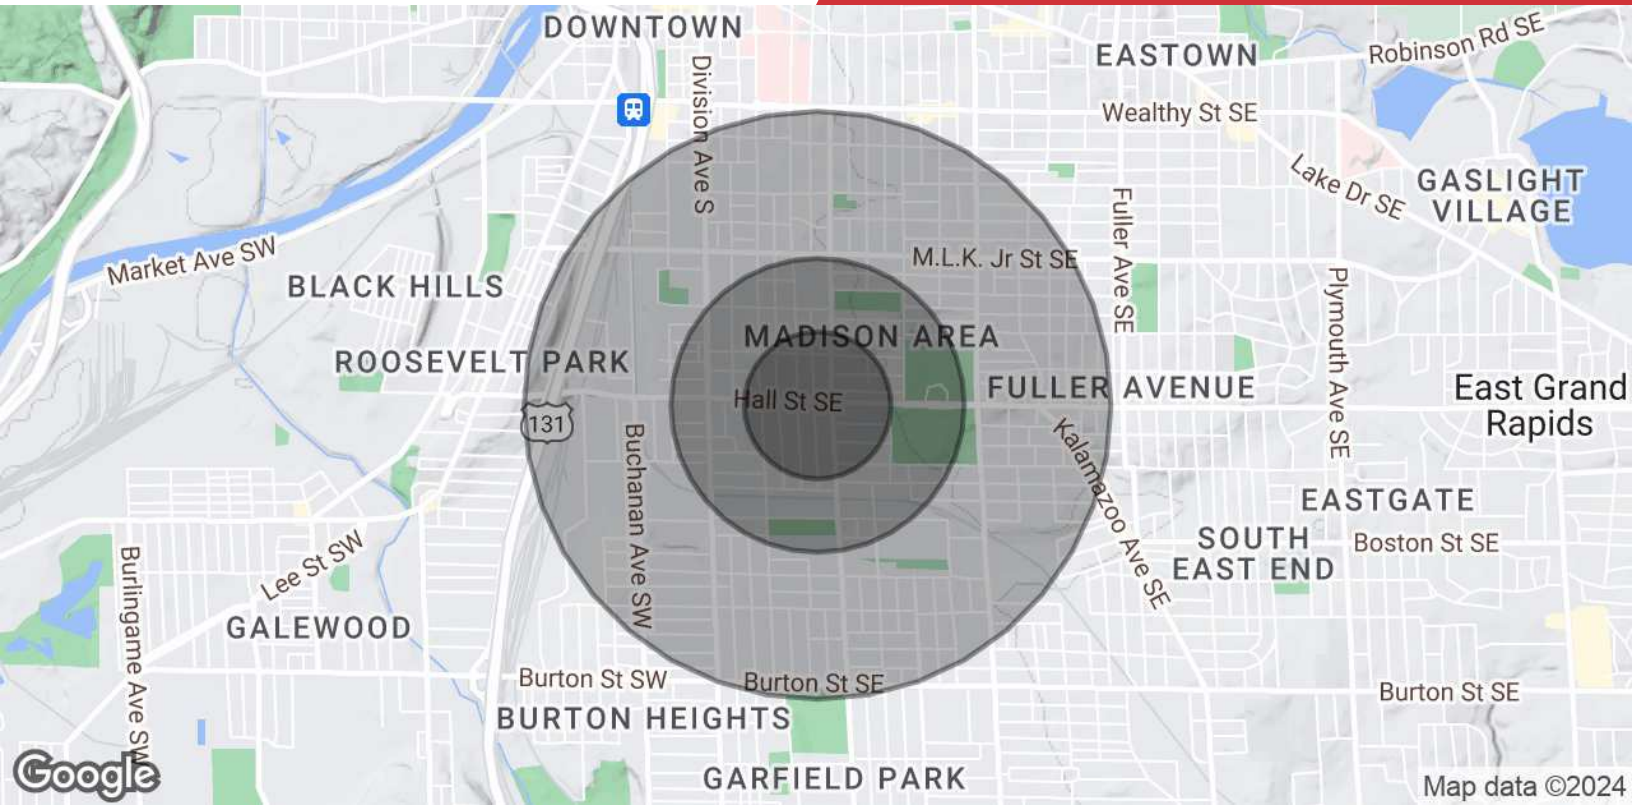 DOWNTOWN
EASTOWN
Robinson Rd SE
Division Ave S
Wealthy St SE
Lake Dr SE
GASLIGHT
VILLAGE
Fuller Ave SE
Market Ave SW
M.L.K. Jr St SE
BLACK HILLS
Plymouth Ave SE
MADISON AREA
ROOSEVELT PARK
FULLER AVENUE
Hall St SE
East Grand
Rapids
131
Buchanan Ave SW
Kalamazoo Ave SE
EASTGATE
SOUTH
EAST END
Boston St SE
Lee St SW
Burlingame Ave SW
GALEWOOD
Burton St SW
Burton St SE
Burton St SE
BURTON HEIGHTS
GARFIELD PARK
Google
Map data ©2024